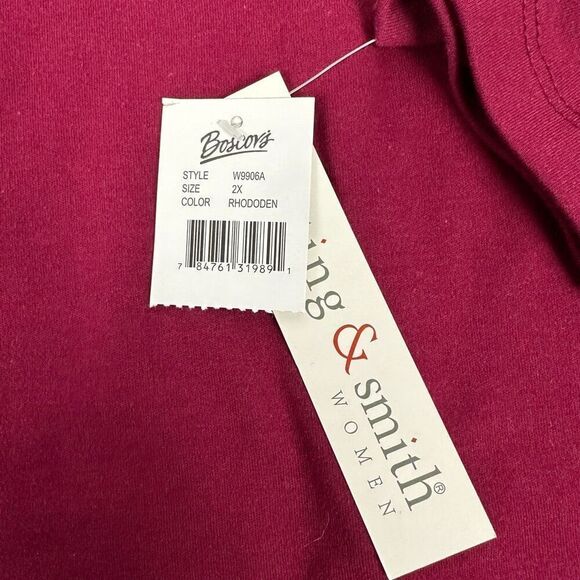 Boscov's
STYLE W9906A
SIZE 2X
COLOR RHODODEN
7 84761 31989 1
ing & smith®
WOMEN